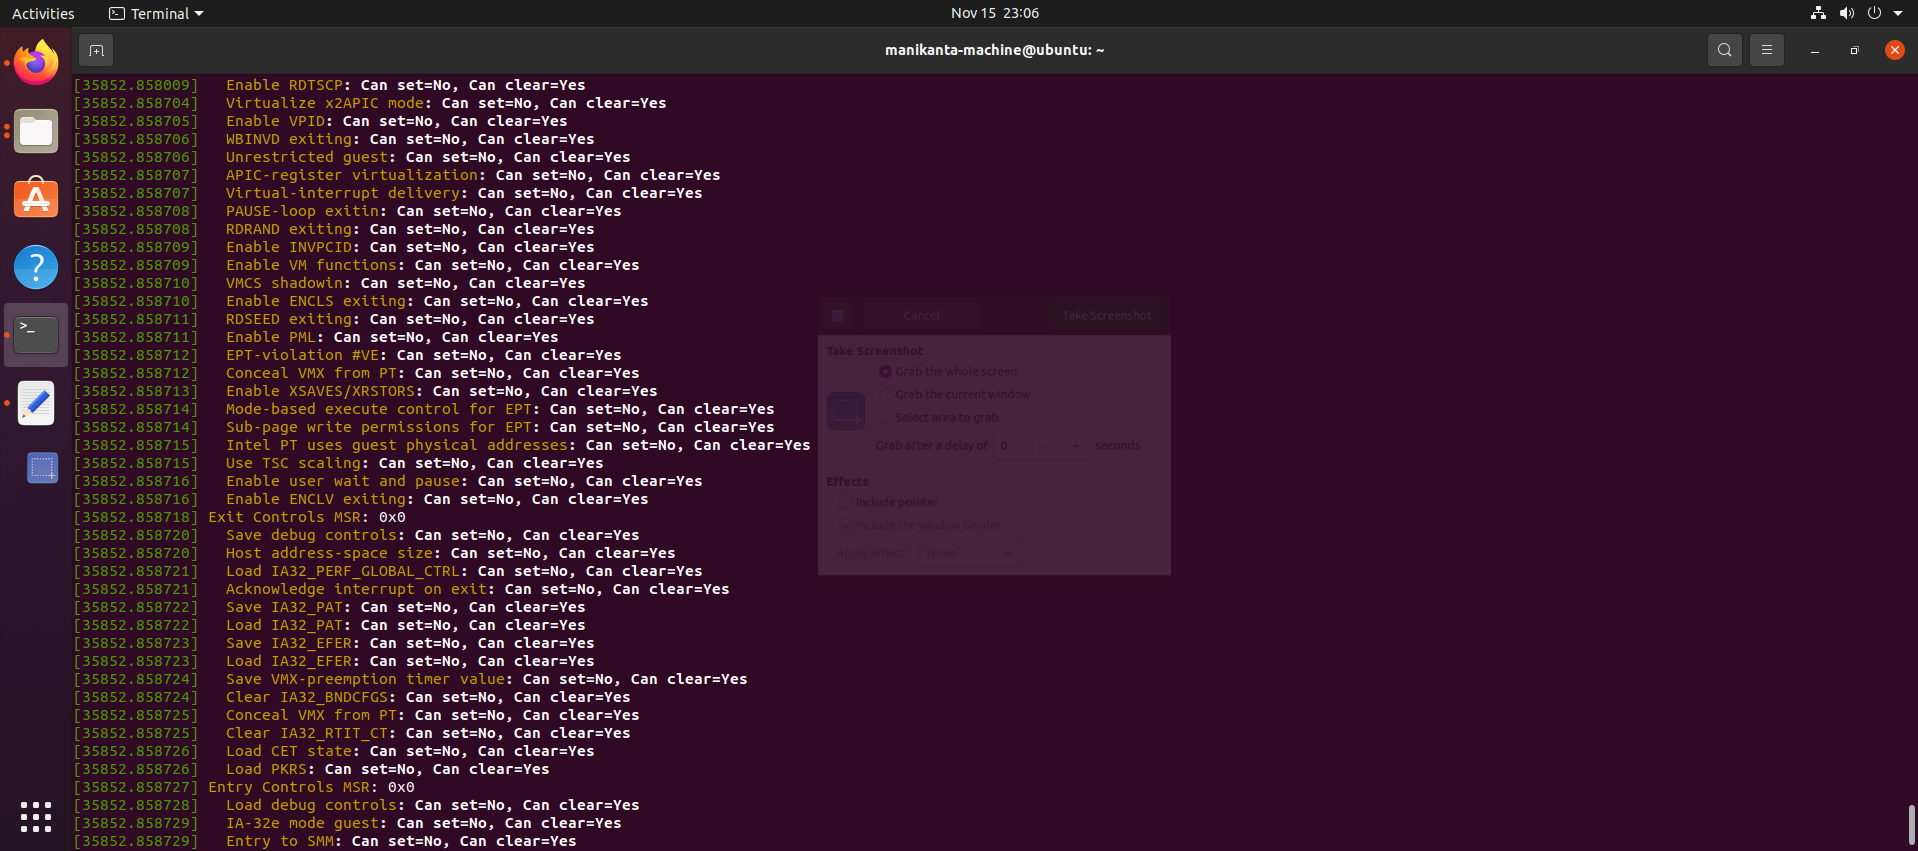 Activities Terminal Nov 15 23:06
manikanta-machine@ubuntu: ~
[35852.858009] Enable RDTSCP: Can set=No, Can clear=Yes
[35852.858704] Virtualize x2APIC mode: Can set=No, Can clear=Yes
[35852.858705] Enable VPID: Can set=No, Can clear=Yes
[35852.858706] WBINVD exiting: Can set=No, Can clear=Yes
[35852.858706] Unrestricted guest: Can set=No, Can clear=Yes
[35852.858707] APIC-register virtualization: Can set=No, Can clear=Yes
[35852.858707] Virtual-interrupt delivery: Can set=No, Can clear=Yes
[35852.858708] PAUSE-loop exitin: Can set=No, Can clear=Yes
[35852.858708] RDRAND exiting: Can set=No, Can clear=Yes
[35852.858709] Enable INVPCID: Can set=No, Can clear=Yes
[35852.858709] Enable VM functions: Can set=No, Can clear=Yes
[35852.858710] VMCS shadowin: Can set=No, Can clear=Yes
[35852.858710] Enable ENCLS exiting: Can set=No, Can clear=Yes
[35852.858711] RDSEED exiting: Can set=No, Can clear=Yes
[35852.858711] Enable PML: Can set=No, Can clear=Yes
[35852.858712] EPT-violation #VE: Can set=No, Can clear=Yes
[35852.858712] Conceal VMX from PT: Can set=No, Can clear=Yes
[35852.858713] Enable XSAVES/XRSTORS: Can set=No, Can clear=Yes
[35852.858714] Mode-based execute control for EPT: Can set=No, Can clear=Yes
[35852.858714] Sub-page write permissions for EPT: Can set=No, Can clear=Yes
[35852.858715] Intel PT uses guest physical addresses: Can set=No, Can clear=Yes
[35852.858715] Use TSC scaling: Can set=No, Can clear=Yes
[35852.858716] Enable user wait and pause: Can set=No, Can clear=Yes
[35852.858716] Enable ENCLV exiting: Can set=No, Can clear=Yes
[35852.858718] Exit Controls MSR: 0x0
[35852.858720] Save debug controls: Can set=No, Can clear=Yes
[35852.858720] Host address-space size: Can set=No, Can clear=Yes
[35852.858721] Load IA32_PERF_GLOBAL_CTRL: Can set=No, Can clear=Yes
[35852.858721] Acknowledge interrupt on exit: Can set=No, Can clear=Yes
[35852.858722] Save IA32_PAT: Can set=No, Can clear=Yes
[35852.858722] Load IA32_PAT: Can set=No, Can clear=Yes
[35852.858723] Save IA32_EFER: Can set=No, Can clear=Yes
[35852.858723] Load IA32_EFER: Can set=No, Can clear=Yes
[35852.858724] Save VMX-preemption timer value: Can set=No, Can clear=Yes
[35852.858724] Clear IA32_BNDCFGS: Can set=No, Can clear=Yes
[35852.858725] Conceal VMX from PT: Can set=No, Can clear=Yes
[35852.858725] Clear IA32_RTIT_CT: Can set=No, Can clear=Yes
[35852.858726] Load CET state: Can set=No, Can clear=Yes
[35852.858726] Load PKRS: Can set=No, Can clear=Yes
[35852.858727] Entry Controls MSR: 0x0
[35852.858728] Load debug controls: Can set=No, Can clear=Yes
[35852.858729] IA-32e mode guest: Can set=No, Can clear=Yes
[35852.858729] Entry to SMM: Can set=No, Can clear=Yes
Cancel Take Screenshot
Take Screenshot
Grab the whole screen
Grab the current window
Select area to grab
Grab after a delay of 0 + seconds
Effects
Include pointer
Include the window border
Apply effect: None